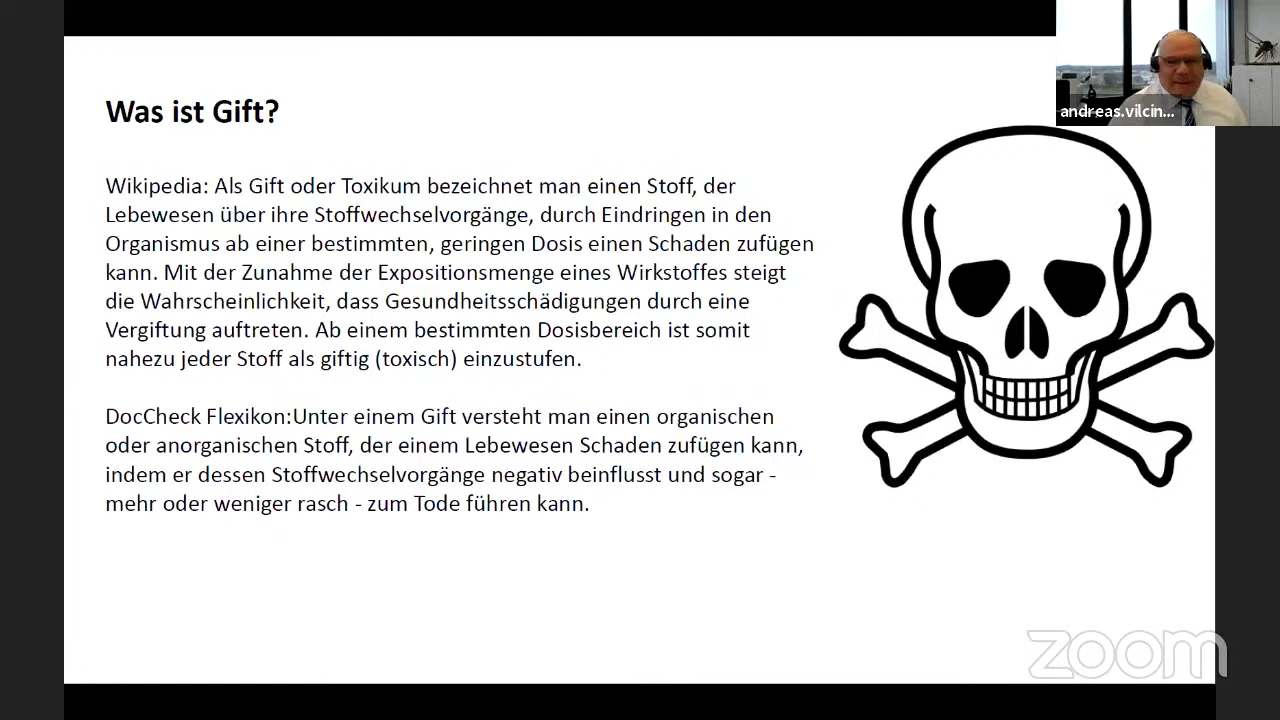 Was ist Gift?
Wikipedia: Als Gift oder Toxikum bezeichnet man einen Stoff, der
Lebewesen über ihre Stoffwechselvorgänge, durch Eindringen in den
Organismus ab einer bestimmten, geringen Dosis einen Schaden zufügen
kann. Mit der Zunahme der Expositionsmenge eines Wirkstoffes steigt
die Wahrscheinlichkeit, dass Gesundheitsschädigungen durch eine
Vergiftung auftreten. Ab einem bestimmten Dosisbereich ist somit
nahezu jeder Stoff als giftig (toxisch) einzustufen.
DocCheck Flexikon:Unter einem Gift versteht man einen organischen
oder anorganischen Stoff, der einem Lebewesen Schaden zufügen kann,
indem er dessen Stoffwechselvorgänge negativ beinflusst und sogar -
mehr oder weniger rasch - zum Tode führen kann.
andreas.vilcin...
zoom